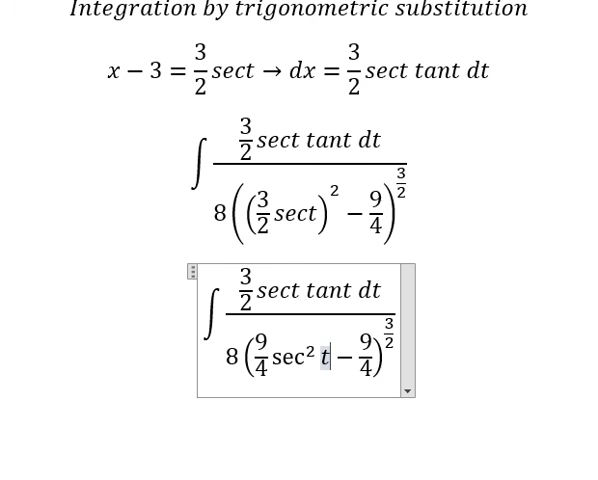 Integration by trigonometric substitution
x − 3 = 3/2 sect → dx = 3/2 sect tant dt
∫ (3/2 sect tant dt) / (8((3/2 sect)² − 9/4)^(3/2))
∫ (3/2 sect tant dt) / (8(9/4 sec² t − 9/4)^(3/2))